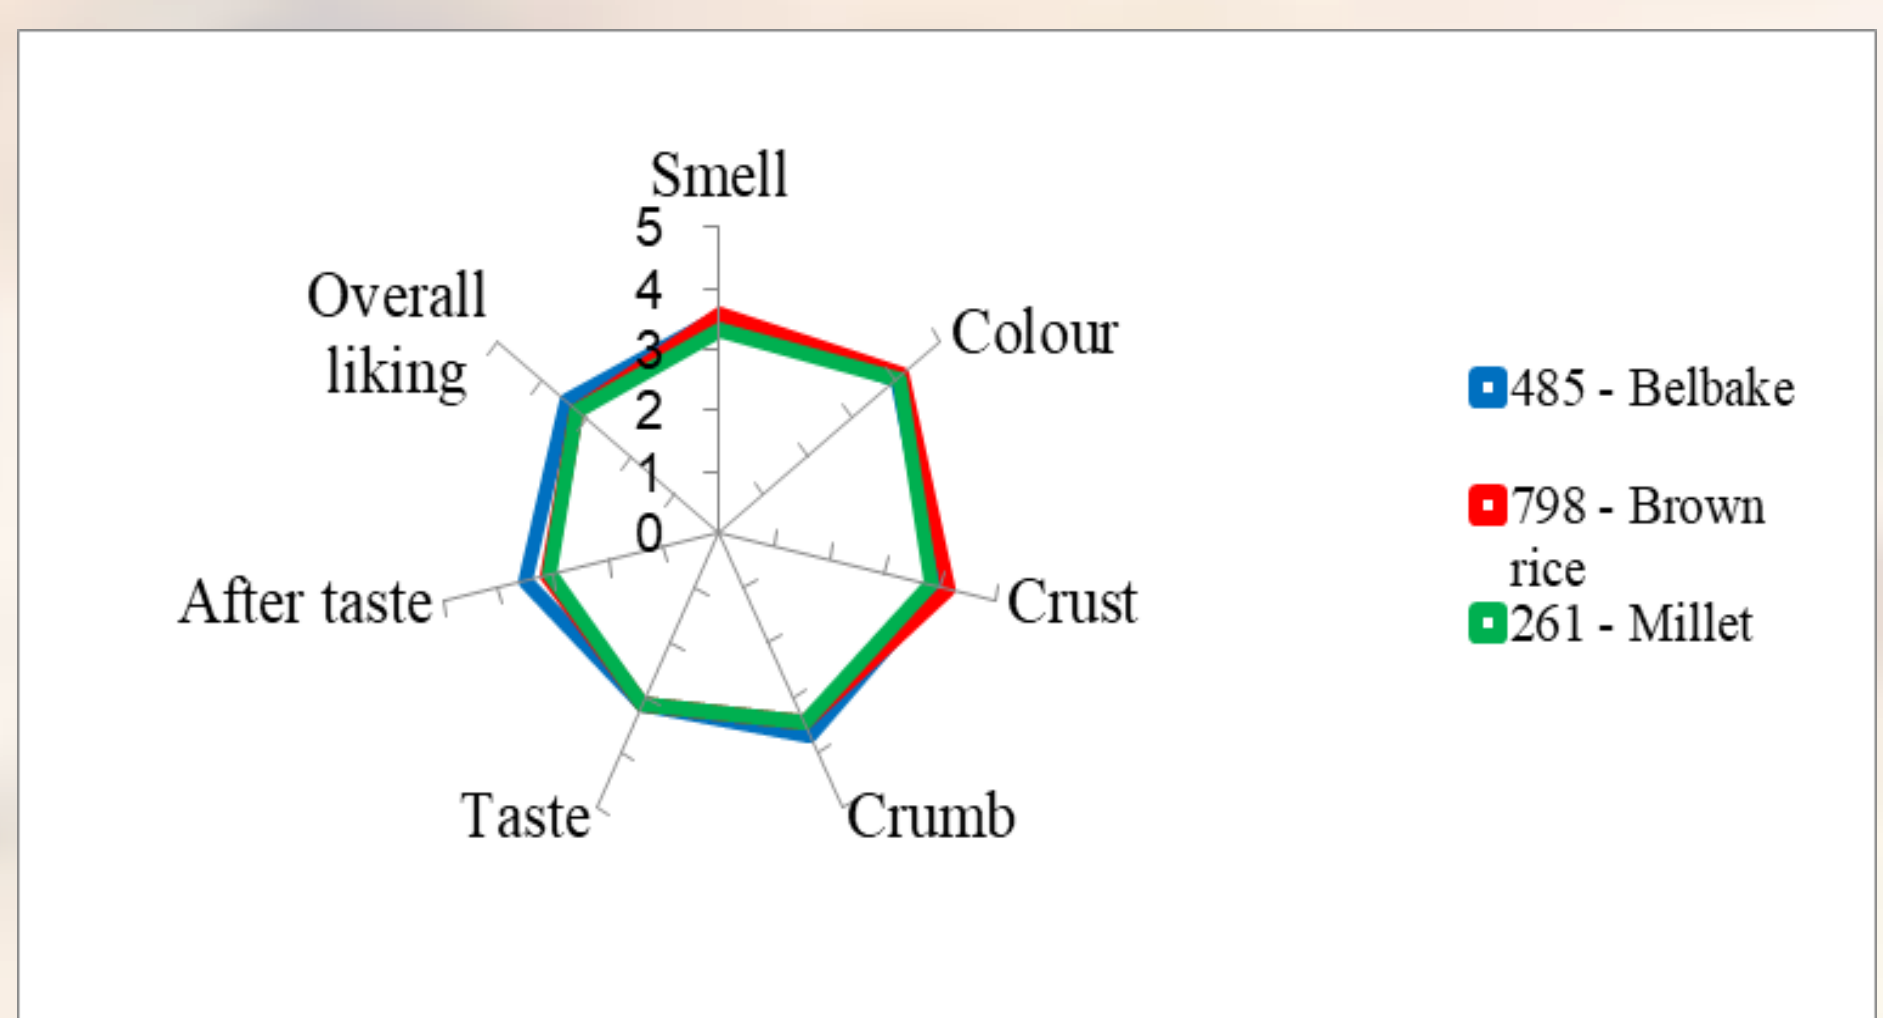 Smell
5
4
3
2
1
0
Overall
liking
Colour
After taste
Crust
Taste
Crumb
485 - Belbake
798 - Brown
rice
261 - Millet